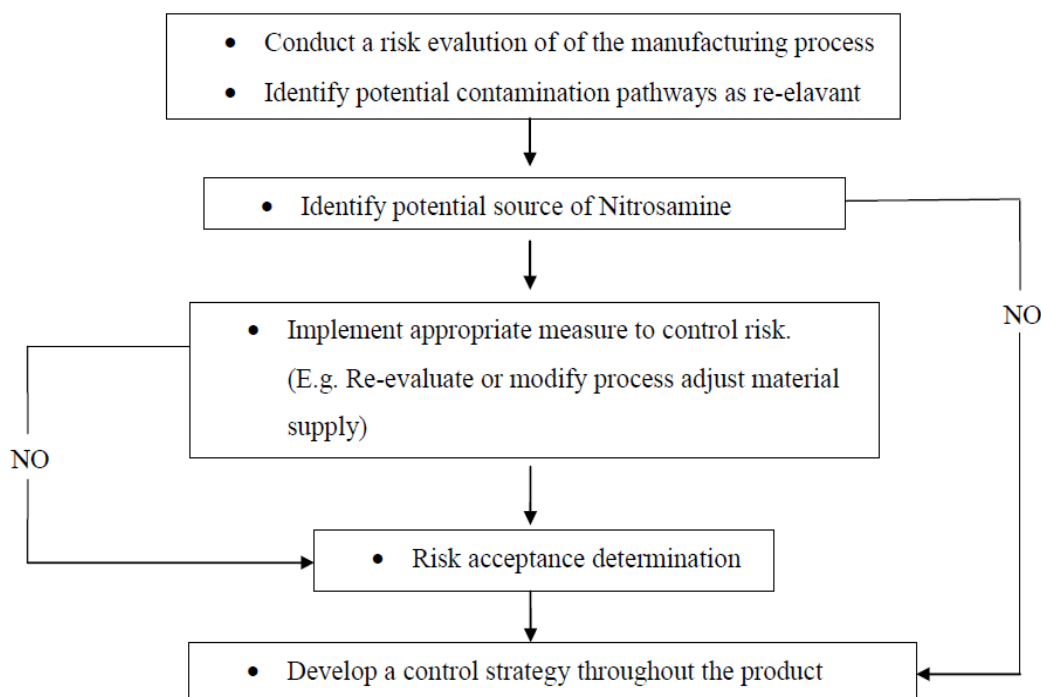 • Conduct a risk evalution of of the manufacturing process
• Identify potential contamination pathways as re-elavant
• Identify potential source of Nitrosamine
NO
• Implement appropriate measure to control risk.
(E.g. Re-evaluate or modify process adjust material
supply)
NO
• Risk acceptance determination
• Develop a control strategy throughout the product